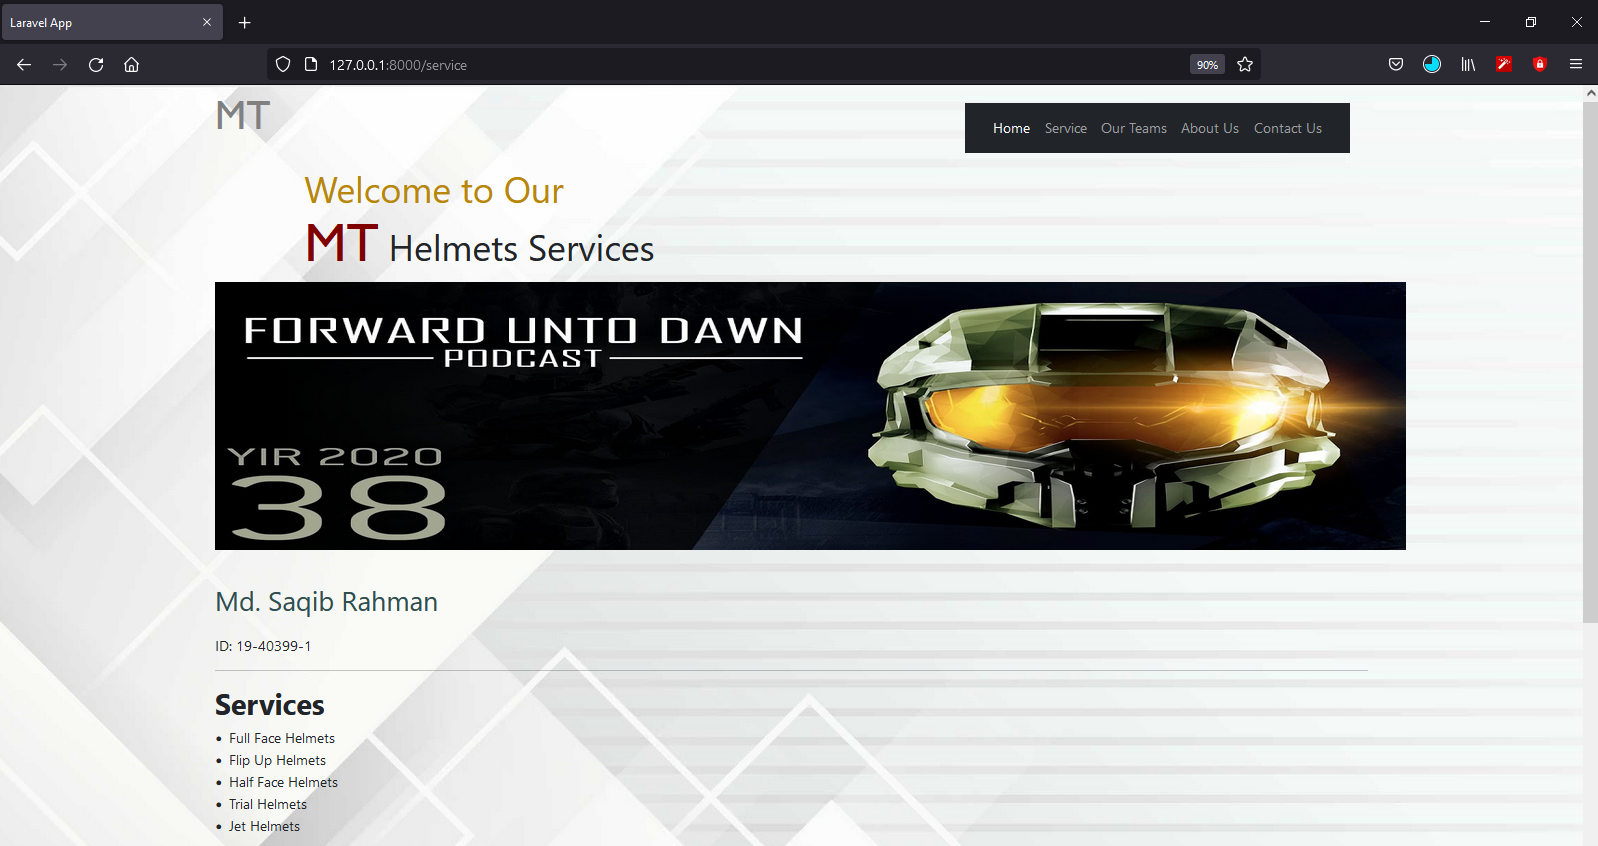 Laravel App
127.0.0.1:8000/service
90%
MT
Home Service Our Teams About Us Contact Us
Welcome to Our
MT Helmets Services
FORWARD UNTO DAWN
PODCAST
YIR 2020
38
Md. Saqib Rahman
ID: 19-40399-1
Services
• Full Face Helmets
• Flip Up Helmets
• Half Face Helmets
• Trial Helmets
• Jet Helmets